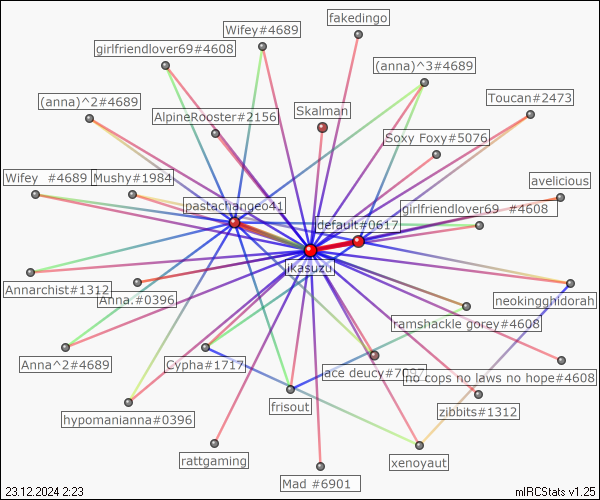 fakedingo
Wifey#4689
girlfriendlover69#4608
(anna)^3#4689
(anna)^2#4689
Toucan#2473
AlpineRooster#2156
Skalman
Soxy Foxy#5076
Wifey #4689
Mushy#1984
avelicious
pastachange041
girlfriendlover69 #4608
default#0617
ikasuzu
Annarchist#1312
Anna.#0396
neokingghidorah
ramshackle gorey#4608
Anna^2#4689
Cypha#1717
ace deucy#7097
no cops no laws no hope#4608
hypomanianna#0396
frisout
zibbits#1312
rattgaming
xenoyaut
Mad #6901
23.12.2024 2:23
mIRCStats v1.25